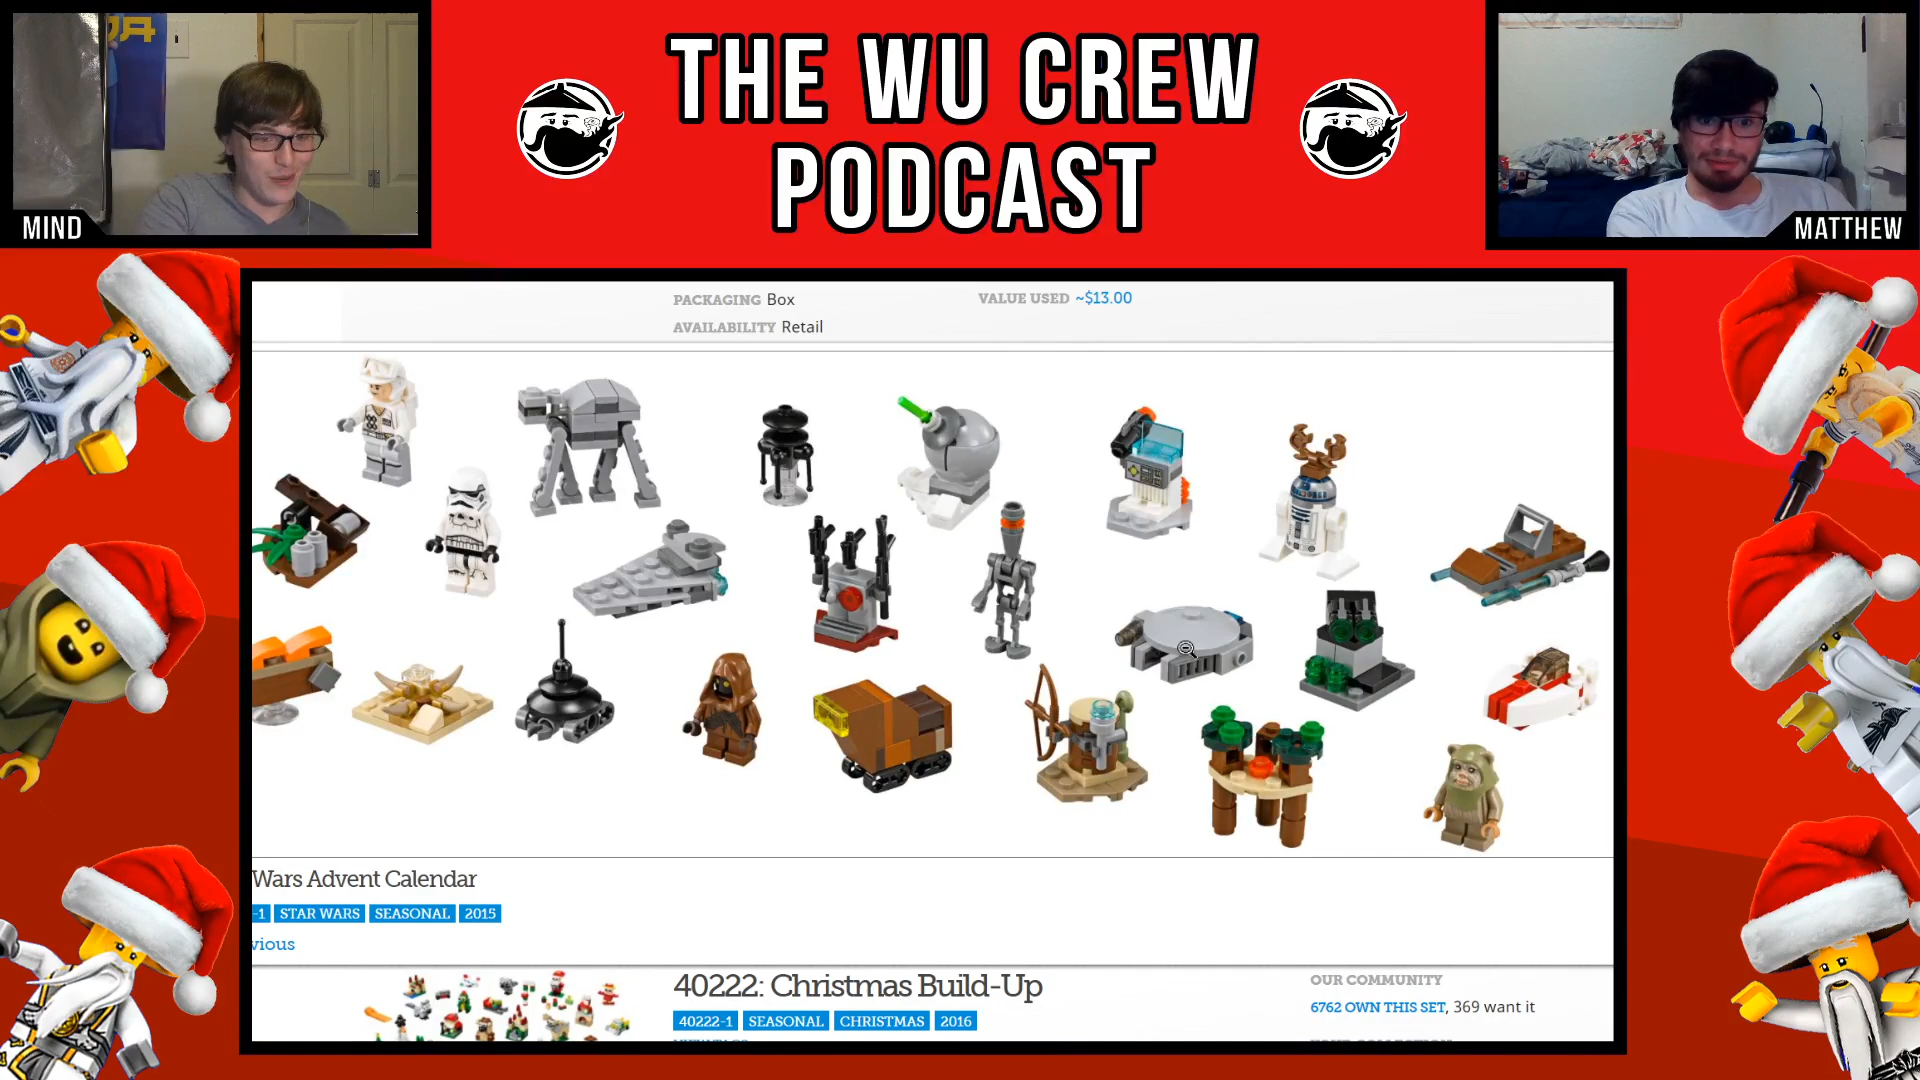 THE WU CREW
PODCAST
MIND
MATTHEW
PACKAGING Box
VALUE USED ~$13.00
AVAILABILITY Retail
Wars Advent Calendar
-1 STAR WARS SEASONAL 2015
vious
40222: Christmas Build-Up
40222-1 SEASONAL CHRISTMAS 2016
OUR COMMUNITY
6762 OWN THIS SET, 369 want it